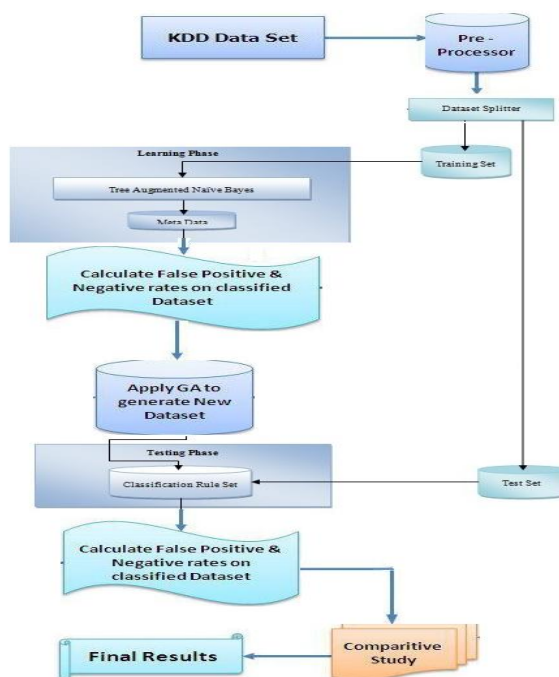 KDD Data Set
Pre -
Processor
Dataset Splitter
Training Set
Learning Phase
Tree Augmented Naïve Bayes
Meta Data
Calculate False Positive &
Negative rates on classified
Dataset
Apply GA to
generate New
Dataset
Testing Phase
Classification Rule Set
Test Set
Calculate False Positive &
Negative rates on
classified Dataset
Comparitive
Study
Final Results